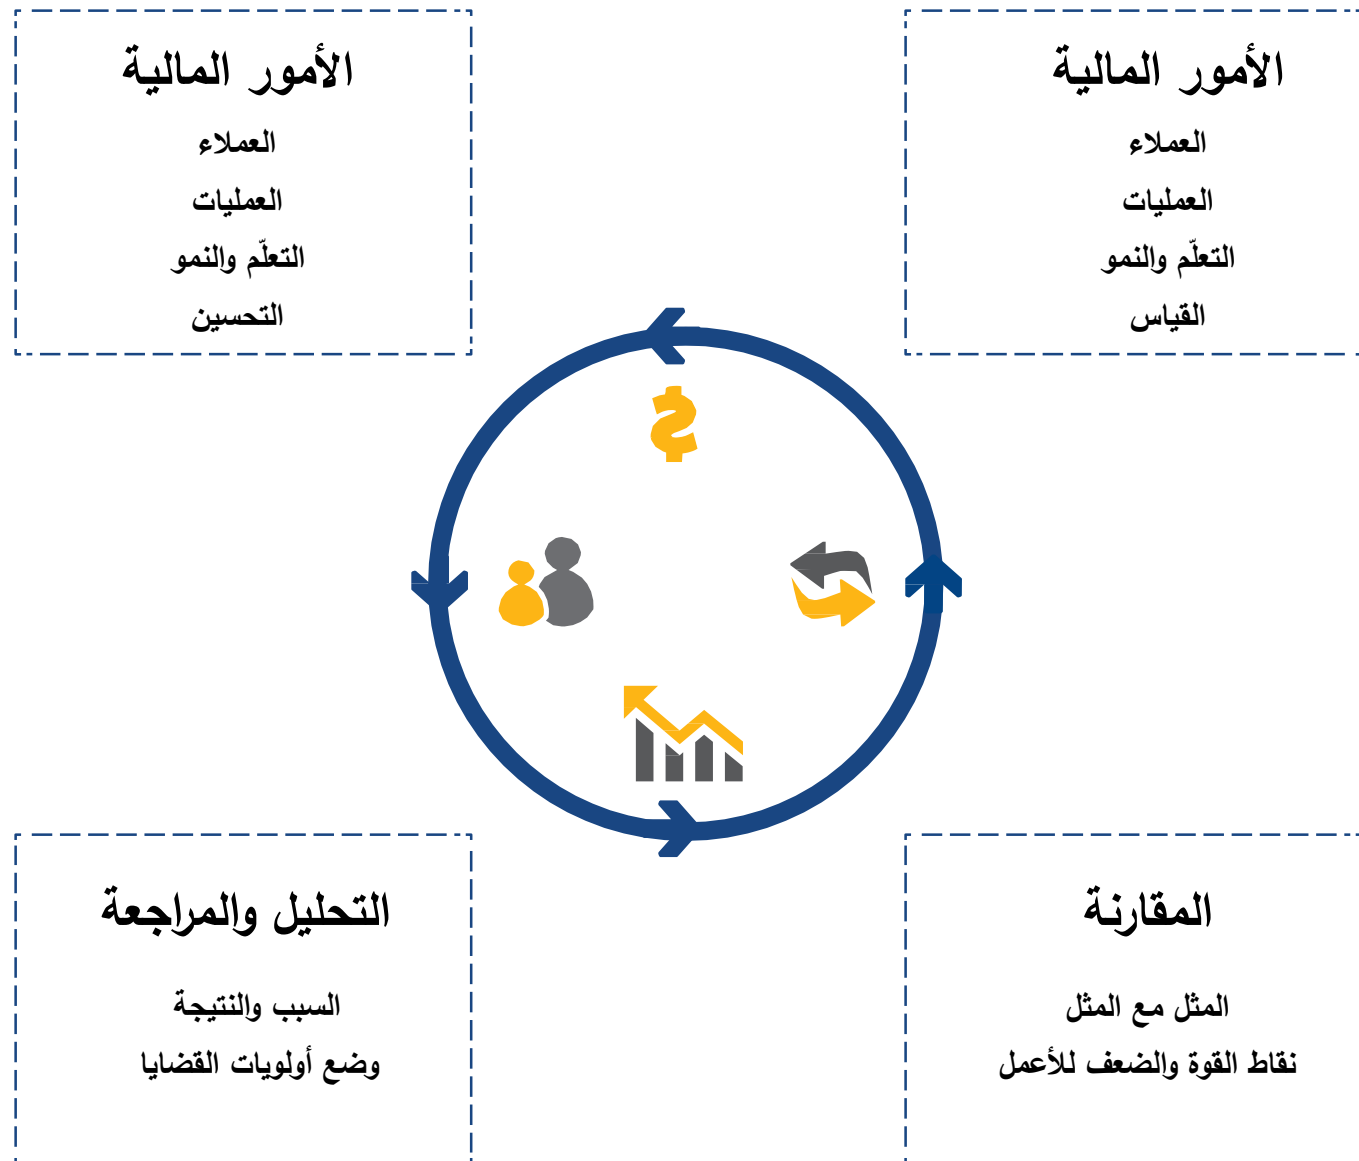 الأمور المالية
العملاء
العمليات
التعلّم والنمو
القياس
الأمور المالية
العملاء
العمليات
التعلّم والنمو
التحسين
المقارنة
المثل مع المثل
نقاط القوة والضعف للأعمل
التحليل والمراجعة
السبب والنتيجة
وضع أولويات القضايا